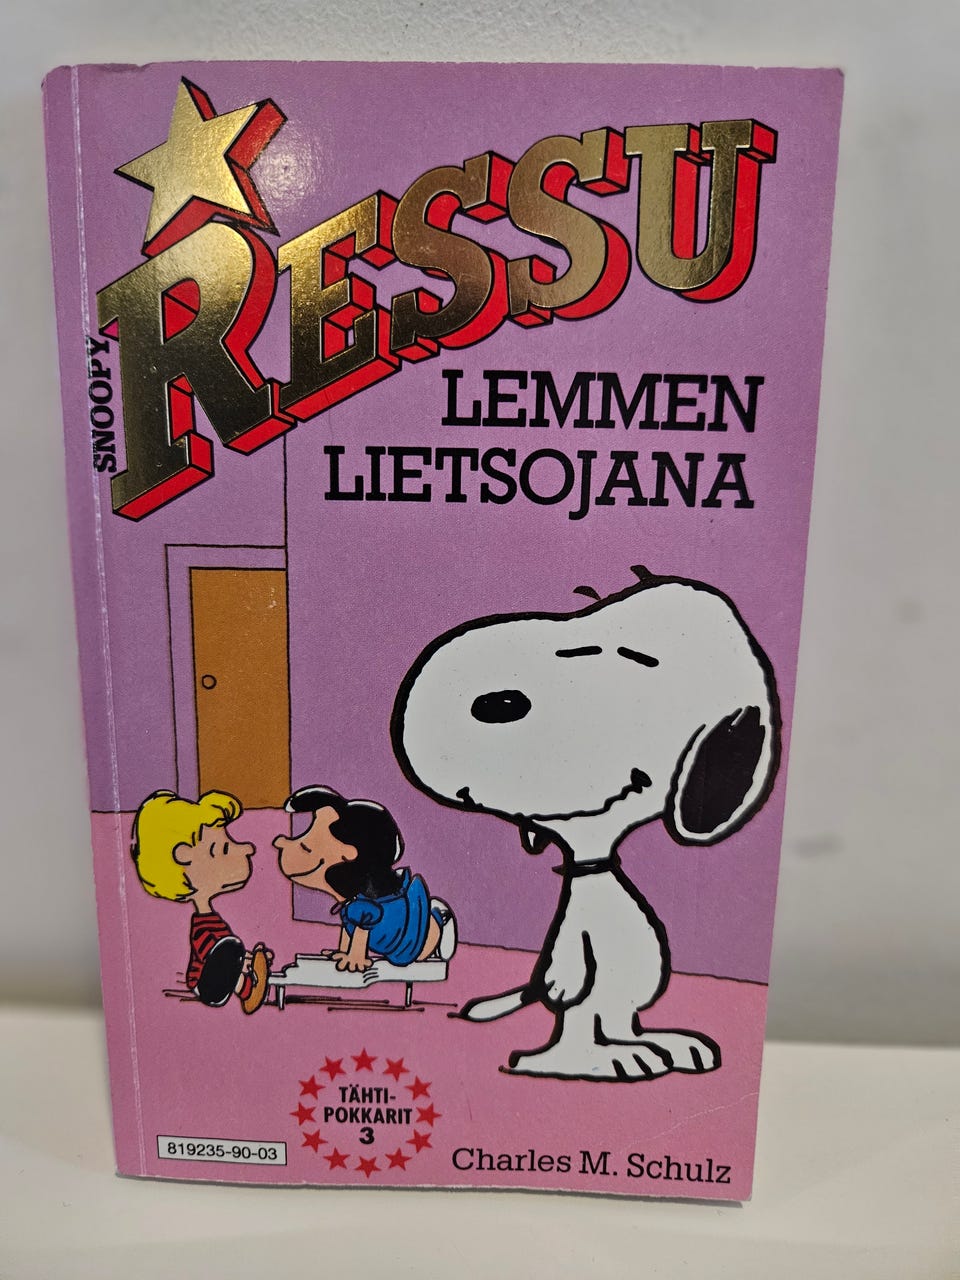 RESSU
SNOOPY
LEMMEN
LIETSOJANA
TÄHTI-
POKKARIT
3
819235-90-03
Charles M. Schulz